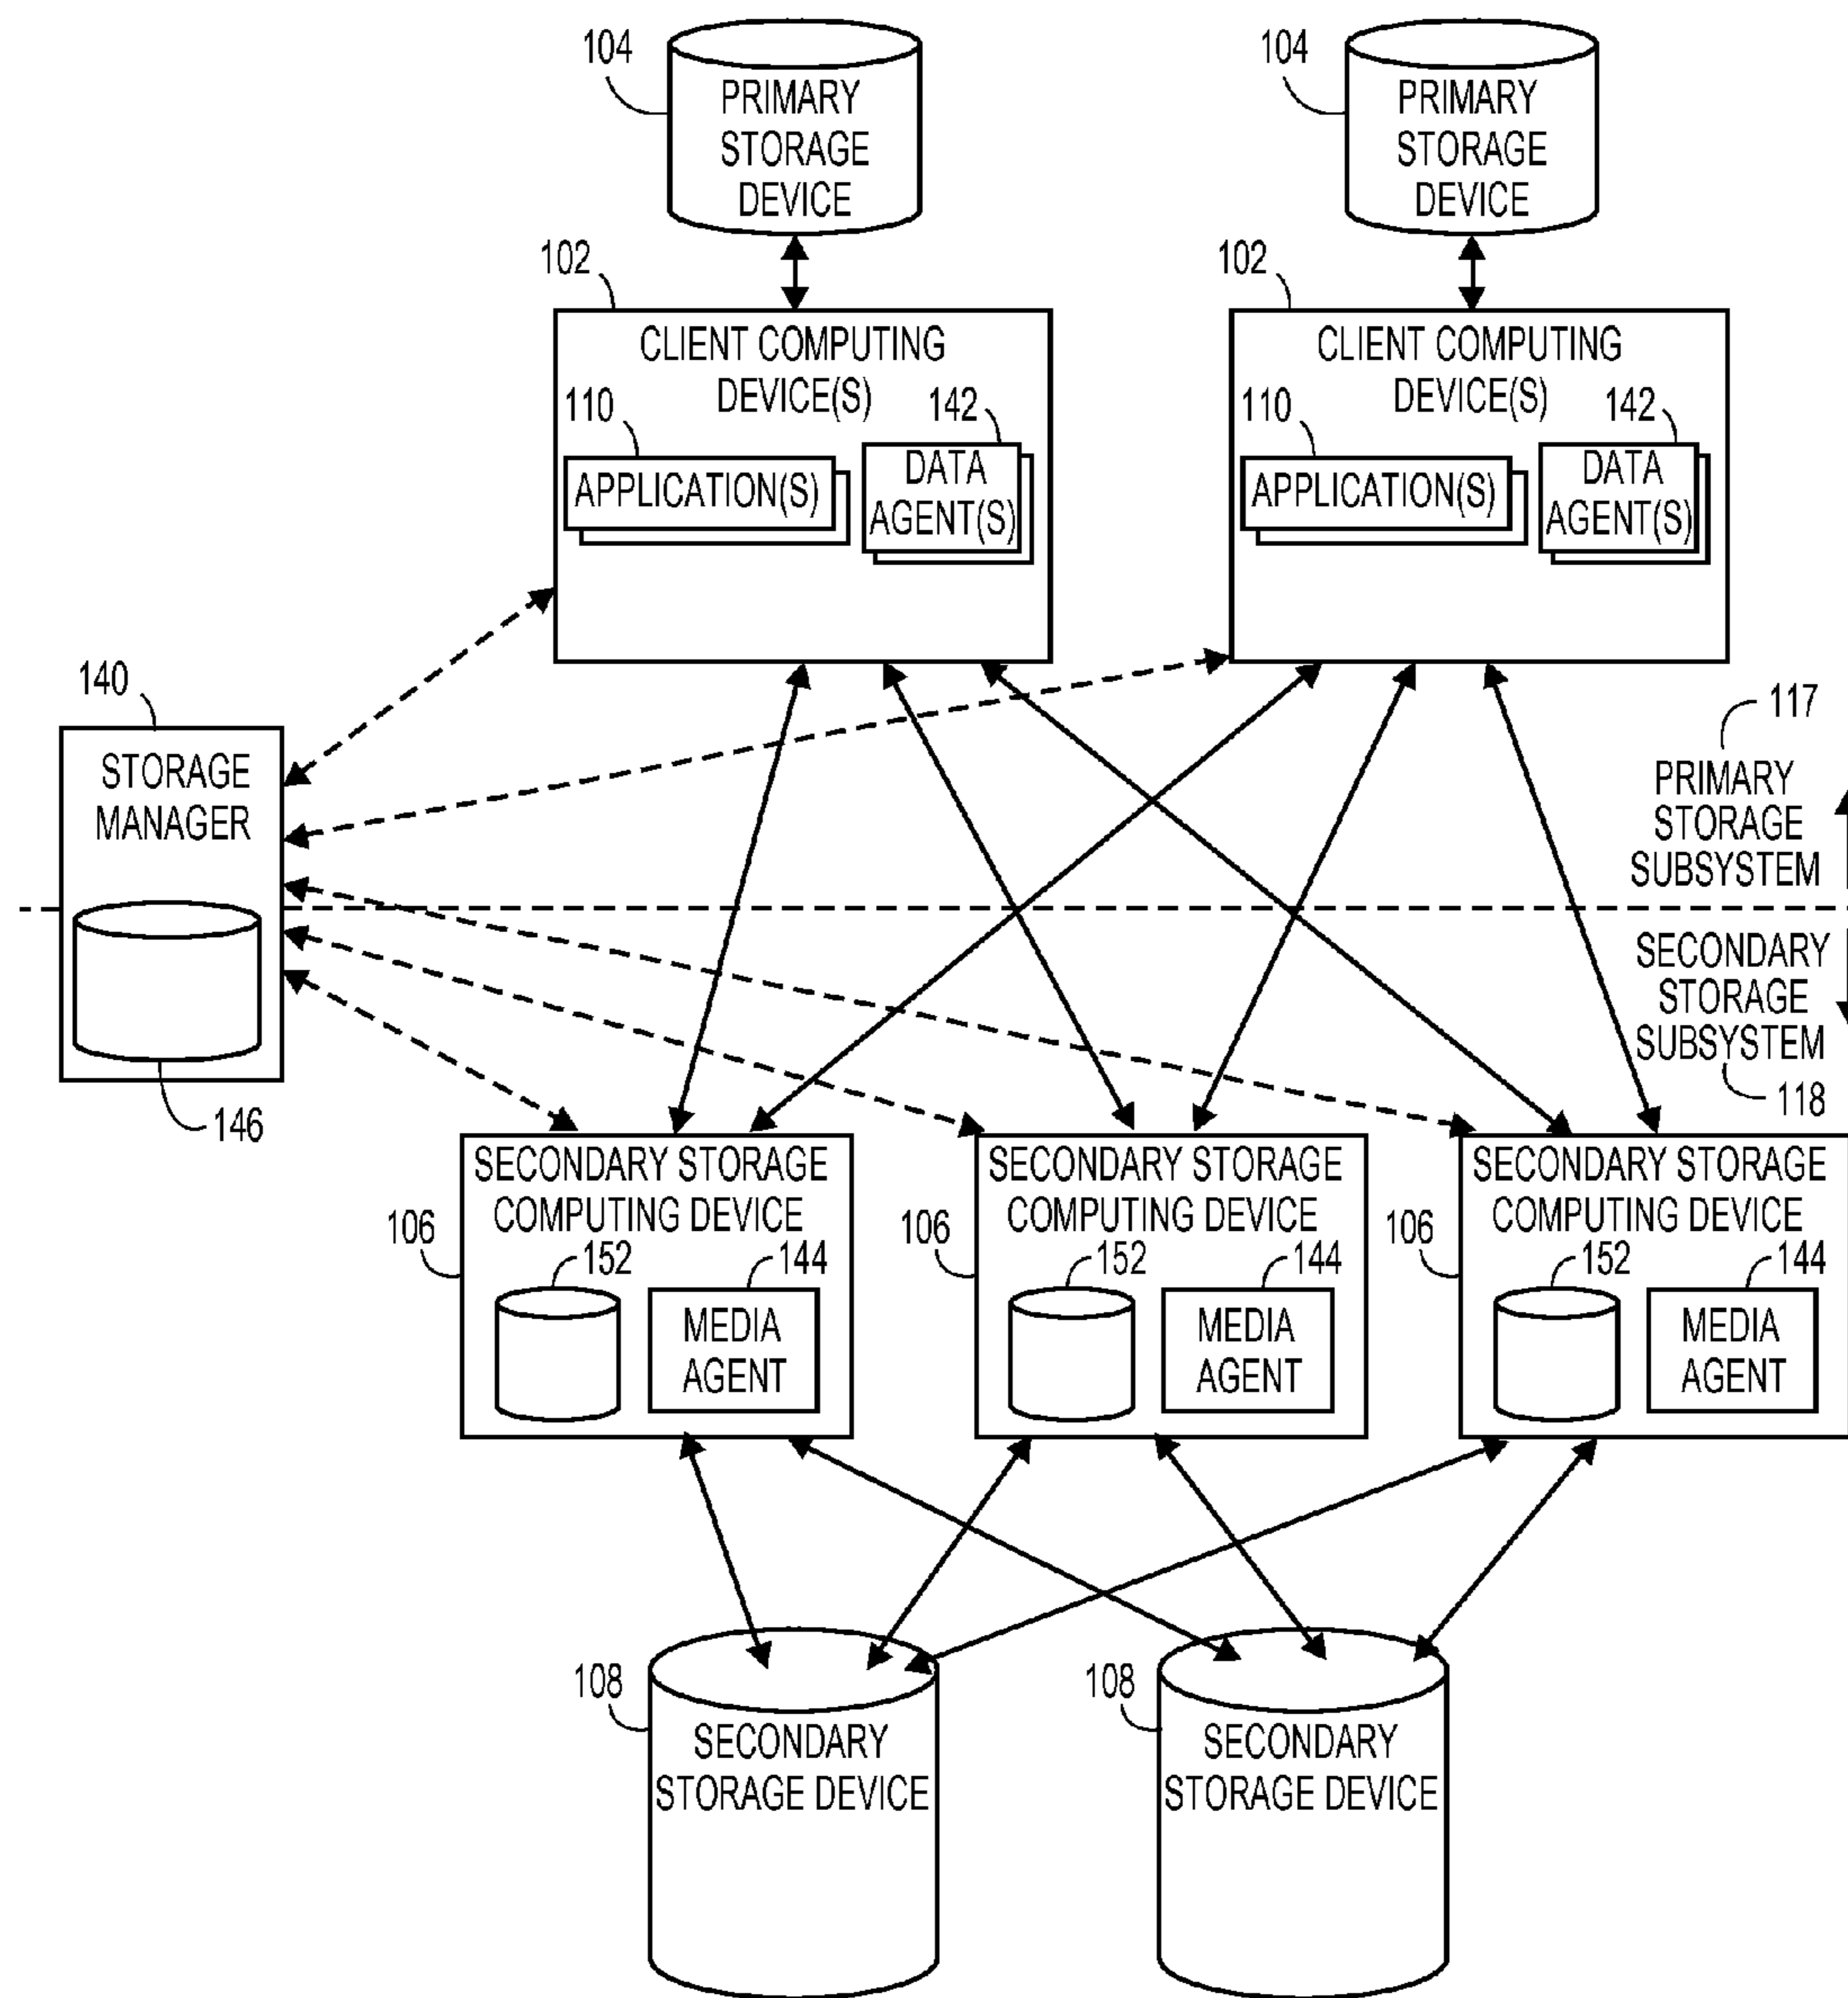 104
PRIMARY
STORAGE
DEVICE
104
PRIMARY
STORAGE
DEVICE
102
CLIENT COMPUTING
DEVICE(S)
110
142
APPLICATION(S)
DATA
AGENT(S)
102
CLIENT COMPUTING
DEVICE(S)
110
142
APPLICATION(S)
DATA
AGENT(S)
140
STORAGE
MANAGER
146
117
PRIMARY
STORAGE
SUBSYSTEM
SECONDARY
STORAGE
SUBSYSTEM
118
SECONDARY STORAGE
COMPUTING DEVICE
106
152
144
MEDIA
AGENT
SECONDARY STORAGE
COMPUTING DEVICE
106
152
144
MEDIA
AGENT
SECONDARY STORAGE
COMPUTING DEVICE
106
152
144
MEDIA
AGENT
108
SECONDARY
STORAGE DEVICE
108
SECONDARY
STORAGE DEVICE